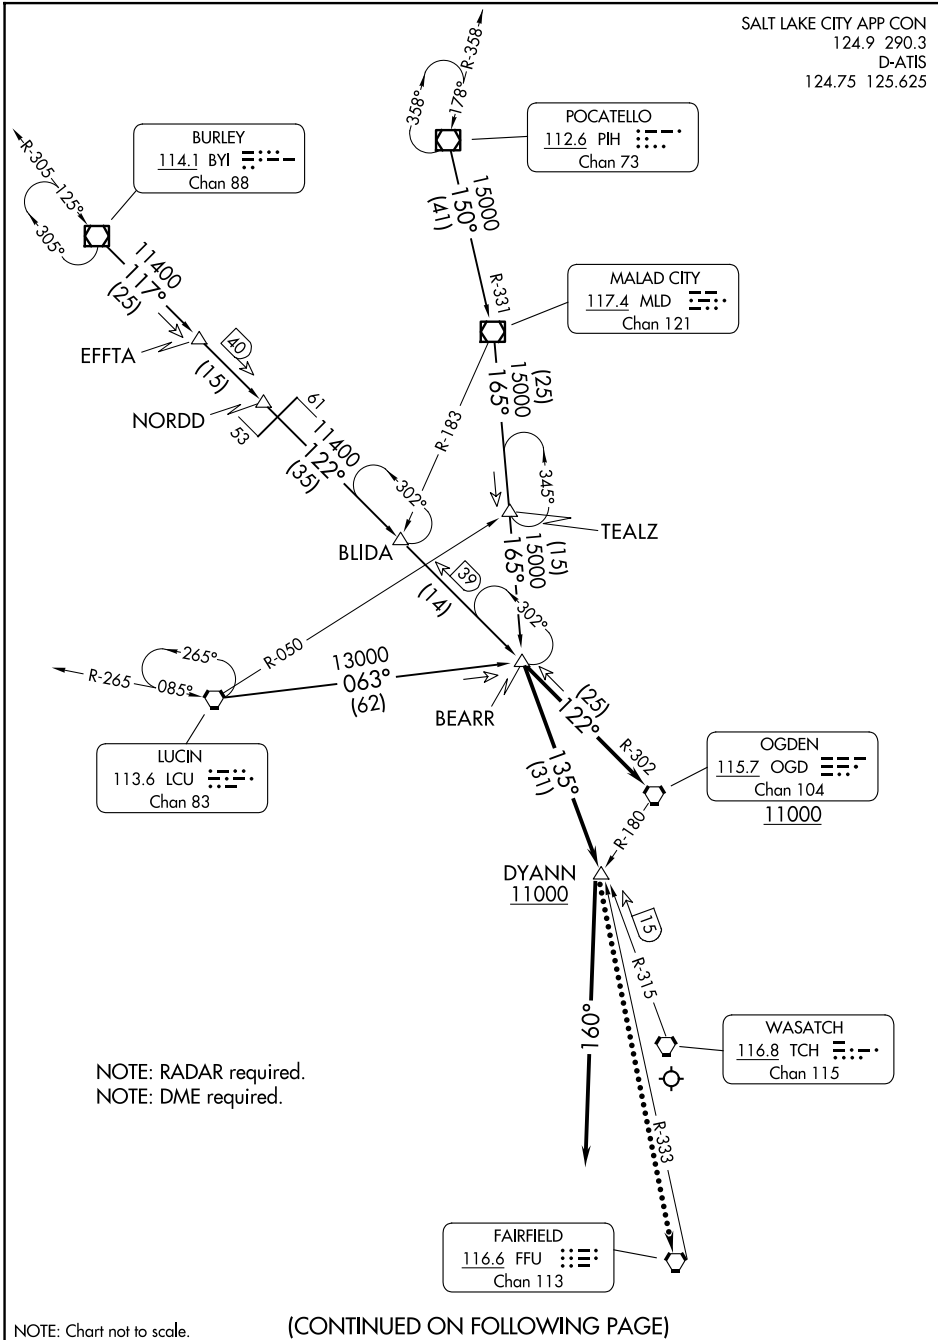 SALT LAKE CITY APP CON
124.9 290.3
D-ATIS
124.75 125.625
R-358
178°
358°
POCATELLO
112.6 PIH
Chan 73
BURLEY
114.1 BYI
Chan 88
R-305
125°
305°
15000
150°
(41)
R-331
11400
117°
(25)
MALAD CITY
117.4 MLD
Chan 121
EFFTA
40
(15)
NORDD
53
61
11400
122°
(35)
R-183
(25)
15000
165°
302°
345°
BLIDA
TEALZ
(15)
15000
165°
39
(14)
302°
R-050
265°
R-265
085°
13000
063°
(62)
BEARR
LUCIN
113.6 LCU
Chan 83
(25)
122°
R-302
135°
(31)
OGDEN
115.7 OGD
Chan 104
11000
R-180
DYANN
11000
15
R-315
160°
WASATCH
116.8 TCH
Chan 115
NOTE: RADAR required.
NOTE: DME required.
R-333
FAIRFIELD
116.6 FFU
Chan 113
NOTE: Chart not to scale.
(CONTINUED ON FOLLOWING PAGE)